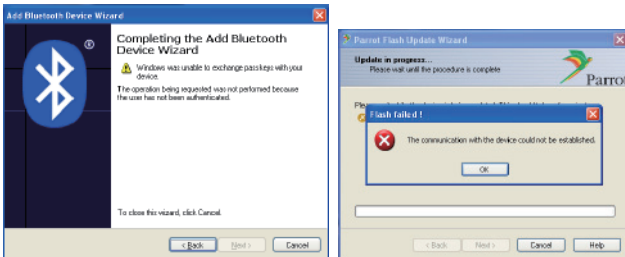 Add Bluetooth Device Wizard
®
Completing the Add Bluetooth
Device Wizard
Windows was unable to exchange passkeys with your
device.
The operation being requested was not performed because
the user has not been authenticated.
To close this wizard, click Cancel.
< Back
Next >
Cancel
Parrot Flash Update Wizard
Update in progress...
Please wait until the procedure is complete
Parrot
Flash failed !
The communication with the device could not be established.
OK
< Back
Next >
Cancel
Help